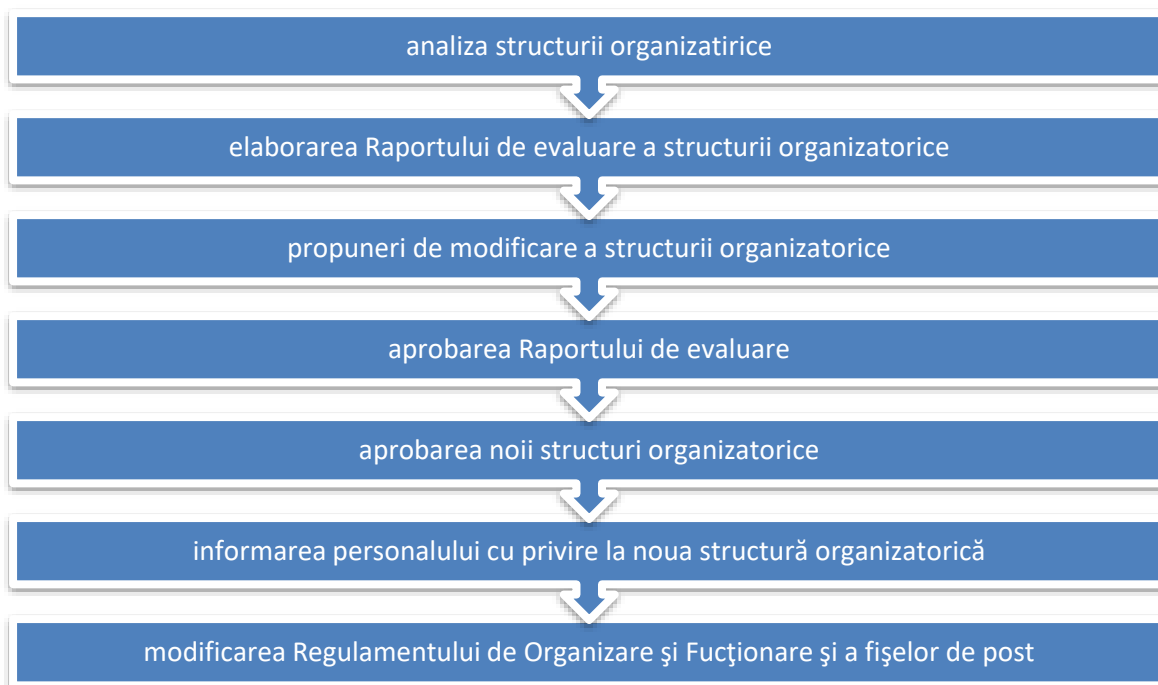 analiza structurii organizatirice
elaborarea Raportului de evaluare a structurii organizatorice
propuneri de modificare a structurii organizatorice
aprobarea Raportului de evaluare
aprobarea noii structuri organizatorice
informarea personalului cu privire la noua structură organizatorică
modificarea Regulamentului de Organizare şi Fucţionare şi a fişelor de post